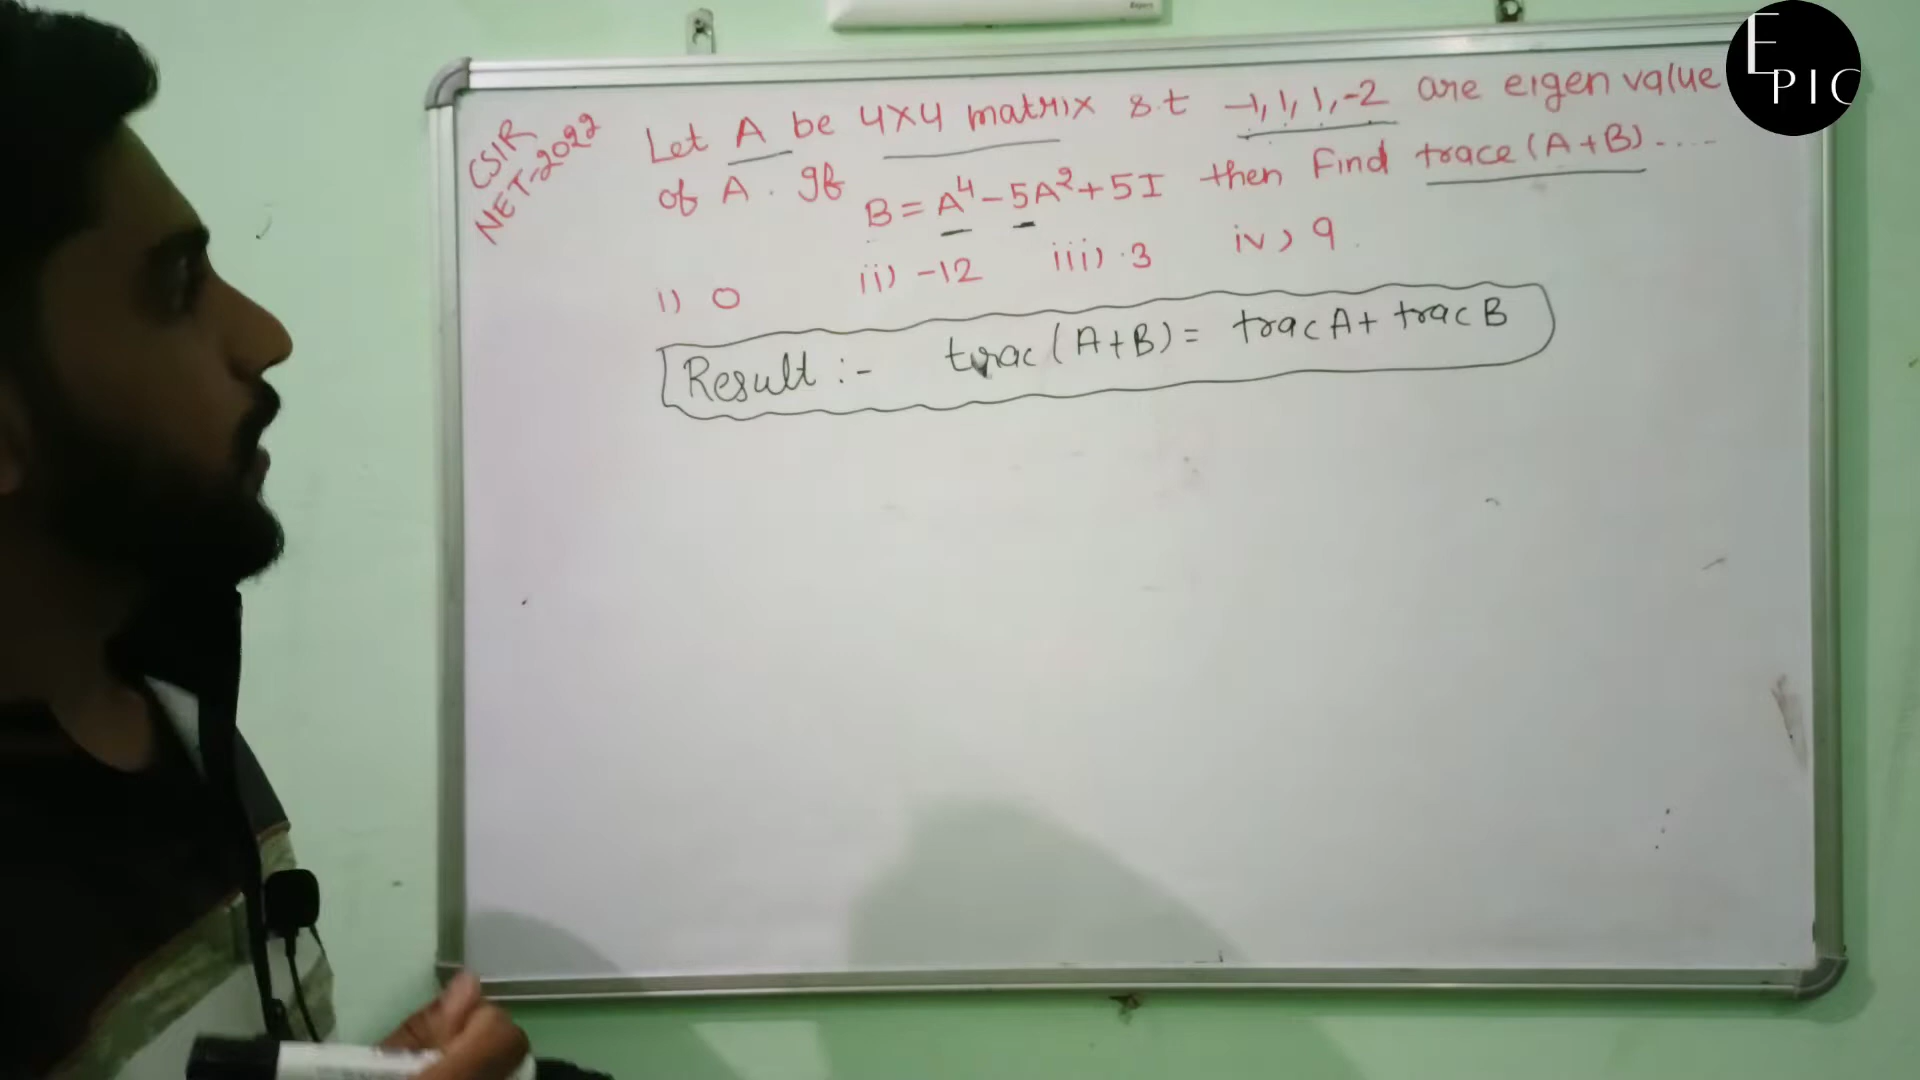 CSIR
NET-2022
Let A be 4×4 matrix s.t -1, 1, 1, -2 are eigen value
of A. If B = A⁴ - 5A² + 5I then Find trace(A+B)....
i) 0 ii) -12 iii) 3 iv) 9
Result :- trac(A+B) = trac A + trac B
EPIC